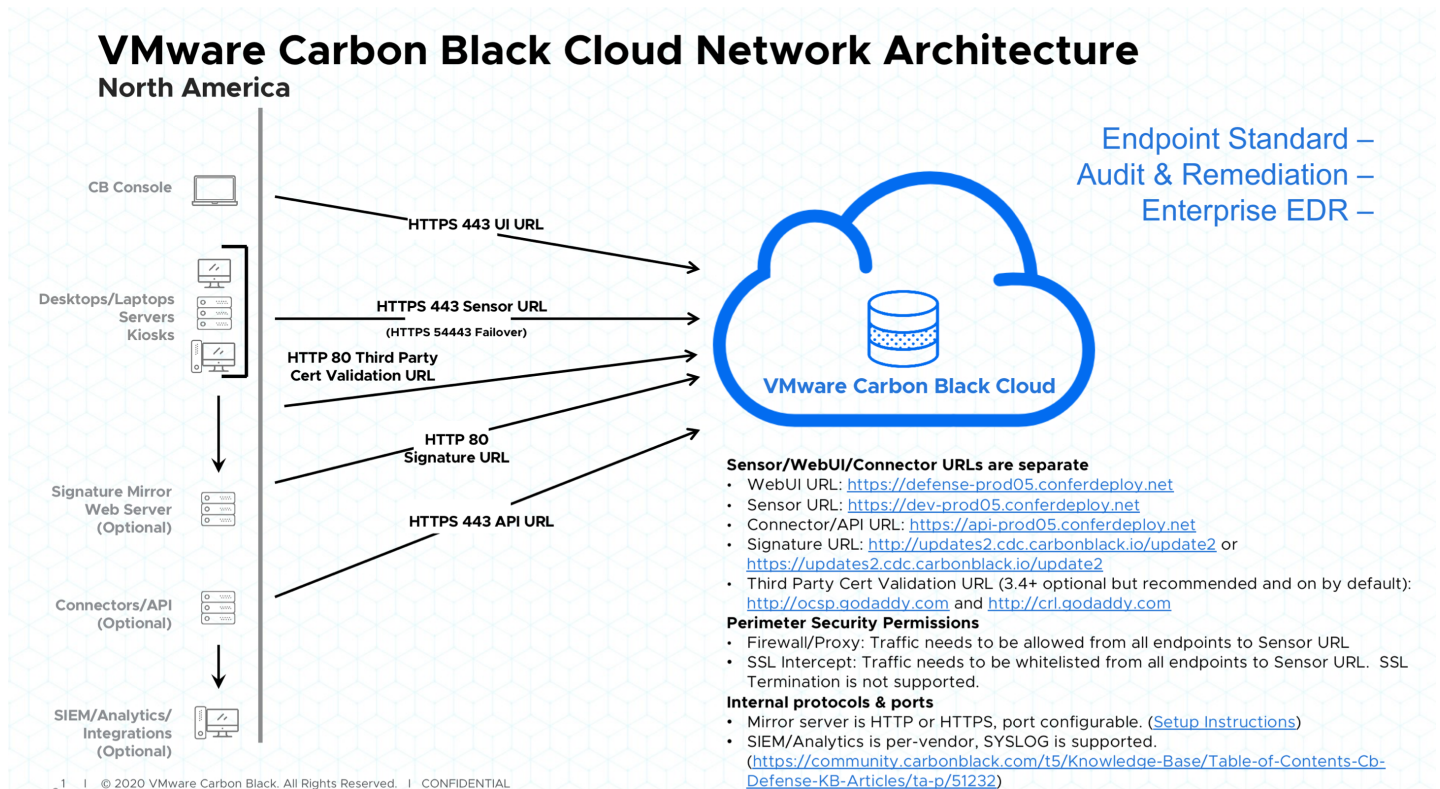 VMware Carbon Black Cloud Network Architecture
North America
Endpoint Standard –
Audit & Remediation –
Enterprise EDR –
CB Console
Desktops/Laptops
Servers
Kiosks
Signature Mirror
Web Server
(Optional)
Connectors/API
(Optional)
SIEM/Analytics/
Integrations
(Optional)
HTTPS 443 UI URL
HTTPS 443 Sensor URL
(HTTPS 54443 Failover)
HTTP 80 Third Party
Cert Validation URL
HTTP 80
Signature URL
HTTPS 443 API URL
VMware Carbon Black Cloud
Sensor/WebUI/Connector URLs are separate
• WebUI URL: https://defense-prod05.conferdeploy.net
• Sensor URL: https://dev-prod05.conferdeploy.net
• Connector/API URL: https://api-prod05.conferdeploy.net
• Signature URL: http://updates2.cdc.carbonblack.io/update2 or
https://updates2.cdc.carbonblack.io/update2
• Third Party Cert Validation URL (3.4+ optional but recommended and on by default):
http://ocsp.godaddy.com and http://crl.godaddy.com
Perimeter Security Permissions
• Firewall/Proxy: Traffic needs to be allowed from all endpoints to Sensor URL
• SSL Intercept: Traffic needs to be whitelisted from all endpoints to Sensor URL. SSL
Termination is not supported.
Internal protocols & ports
• Mirror server is HTTP or HTTPS, port configurable. (Setup Instructions)
• SIEM/Analytics is per-vendor, SYSLOG is supported.
(https://community.carbonblack.com/t5/Knowledge-Base/Table-of-Contents-Cb-
Defense-KB-Articles/ta-p/51232)
1 | © 2020 VMware Carbon Black. All Rights Reserved. | CONFIDENTIAL